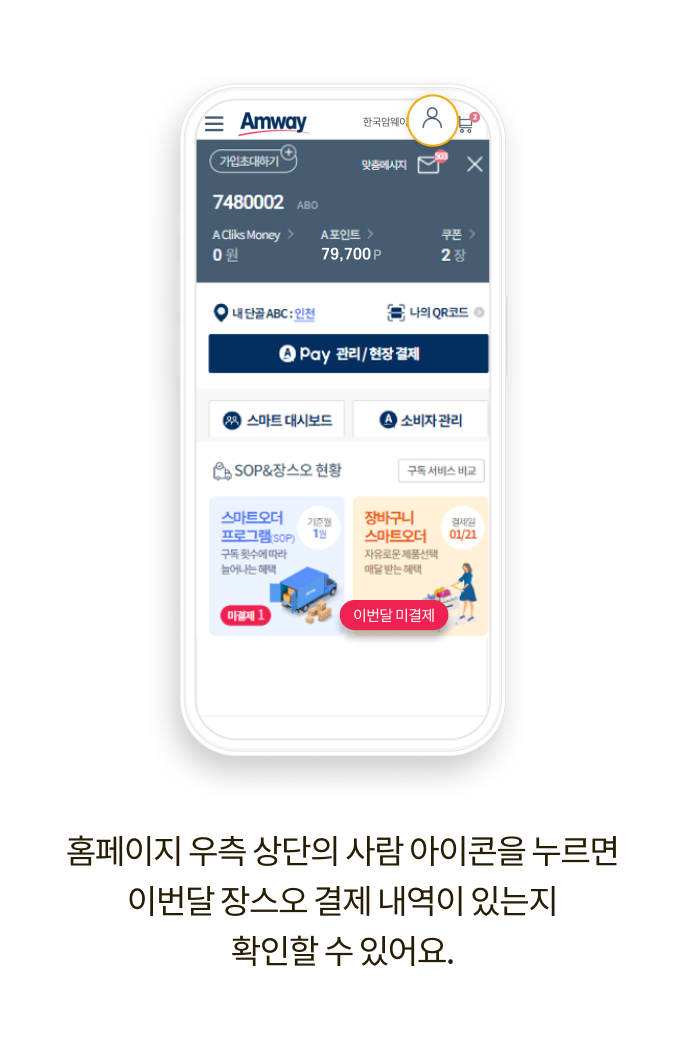 Amway
한국암웨이
2
가입초대하기
맞춤메시지
503
7480002 ABO
A Cliks Money
A 포인트
쿠폰
0 원
79,700 P
2 장
내 단골 ABC : 인천
나의 QR코드
A Pay 관리 / 현장 결제
스마트 대시보드
A 소비자 관리
SOP&장스오 현황
구독 서비스 비교
스마트오더
프로그램(SOP)
기준월
1월
구독 횟수에 따라
늘어나는 혜택
미결제 1
장바구니
스마트오더
결제일
01/21
자유로운 제품선택
매달 받는 혜택
이번달 미결제
홈페이지 우측 상단의 사람 아이콘을 누르면
이번달 장스오 결제 내역이 있는지
확인할 수 있어요.